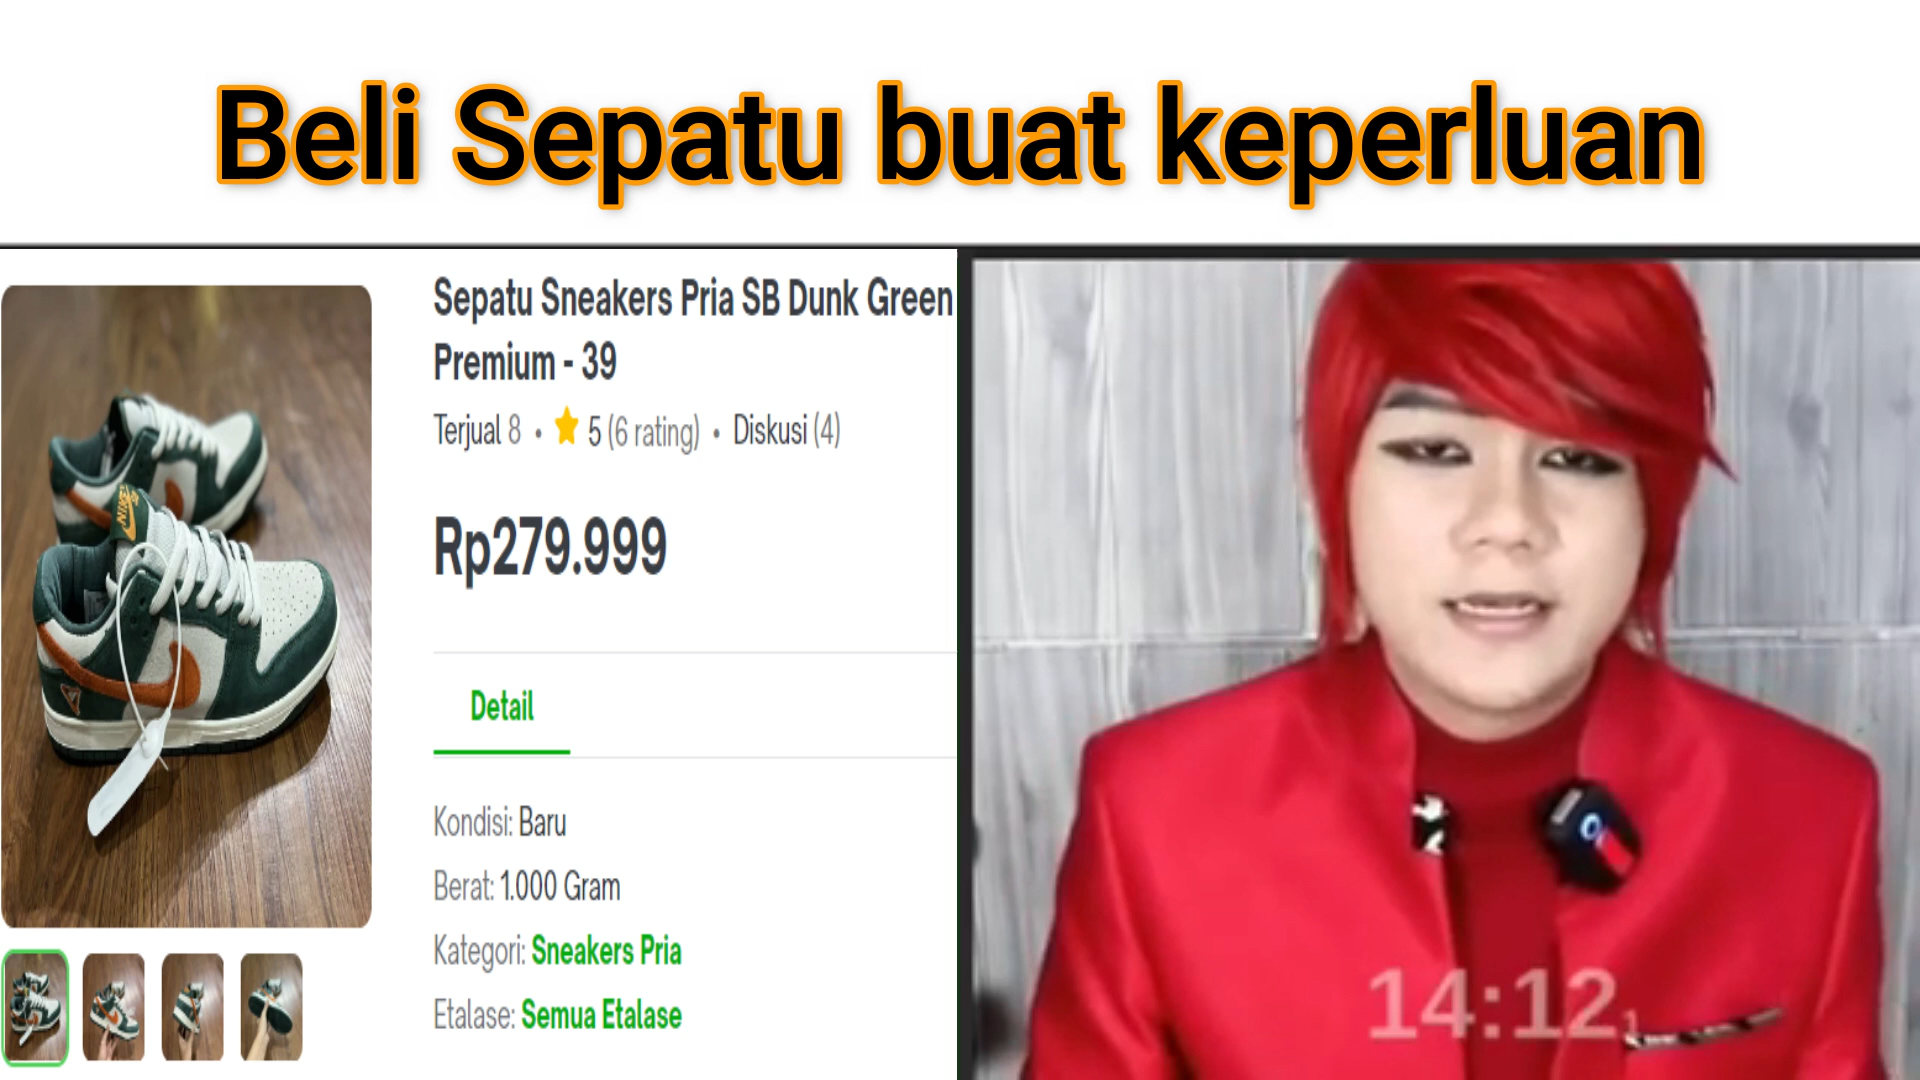 Beli Sepatu buat keperluan
Sepatu Sneakers Pria SB Dunk Green
Premium - 39
Terjual 8 • 5 (6 rating) • Diskusi (4)
Rp279.999
Detail
Kondisi: Baru
Berat: 1.000 Gram
Kategori: Sneakers Pria
Etalase: Semua Etalase
NIKE
14:12